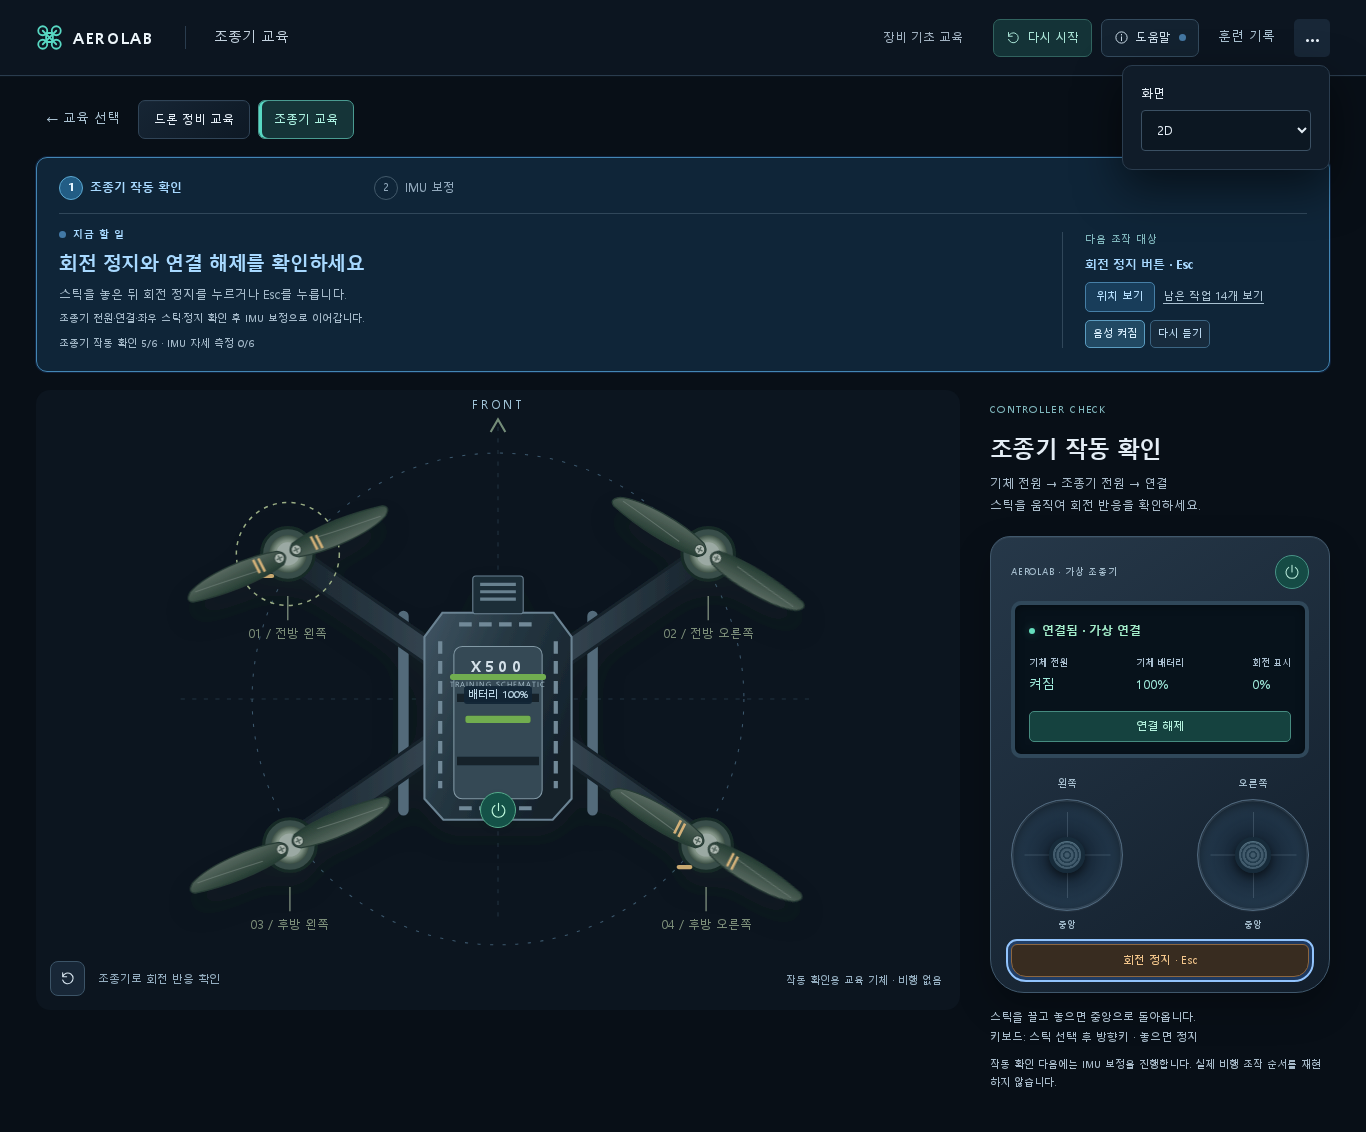 AEROLAB
조종기 교육
장비 기초 교육
다시 시작
도움말
훈련 기록
...
화면
2D
← 교육 선택
드론 정비 교육
조종기 교육
1 조종기 작동 확인
2 IMU 보정
지금 할 일
회전 정지와 연결 해제를 확인하세요
스틱을 놓은 뒤 회전 정지를 누르거나 Esc를 누릅니다.
조종기 전원·연결·좌우 스틱·정지 확인 후 IMU 보정으로 이어갑니다.
조종기 작동 확인 5/6 · IMU 자세 측정 0/6
다음 조작 대상
회전 정지 버튼 · Esc
위치 보기
남은 작업 14개 보기
음성 켜짐
다시 듣기
FRONT
01 / 전방 왼쪽
02 / 전방 오른쪽
X500
TRAINING SCHEMATIC
배터리 100%
03 / 후방 왼쪽
04 / 후방 오른쪽
조종기로 회전 반응 확인
작동 확인용 교육 기체 · 비행 없음
CONTROLLER CHECK
조종기 작동 확인
기체 전원 → 조종기 전원 → 연결
스틱을 움직여 회전 반응을 확인하세요.
AEROLAB · 가상 조종기
연결됨 · 가상 연결
기체 전원
기체 배터리
회전 표시
켜짐
100%
0%
연결 해제
왼쪽
오른쪽
중앙
중앙
회전 정지 · Esc
스틱을 끌고 놓으면 중앙으로 돌아옵니다.
키보드: 스틱 선택 후 방향키 · 놓으면 정지
작동 확인 다음에는 IMU 보정을 진행합니다. 실제 비행 조작 순서를 재현
하지 않습니다.